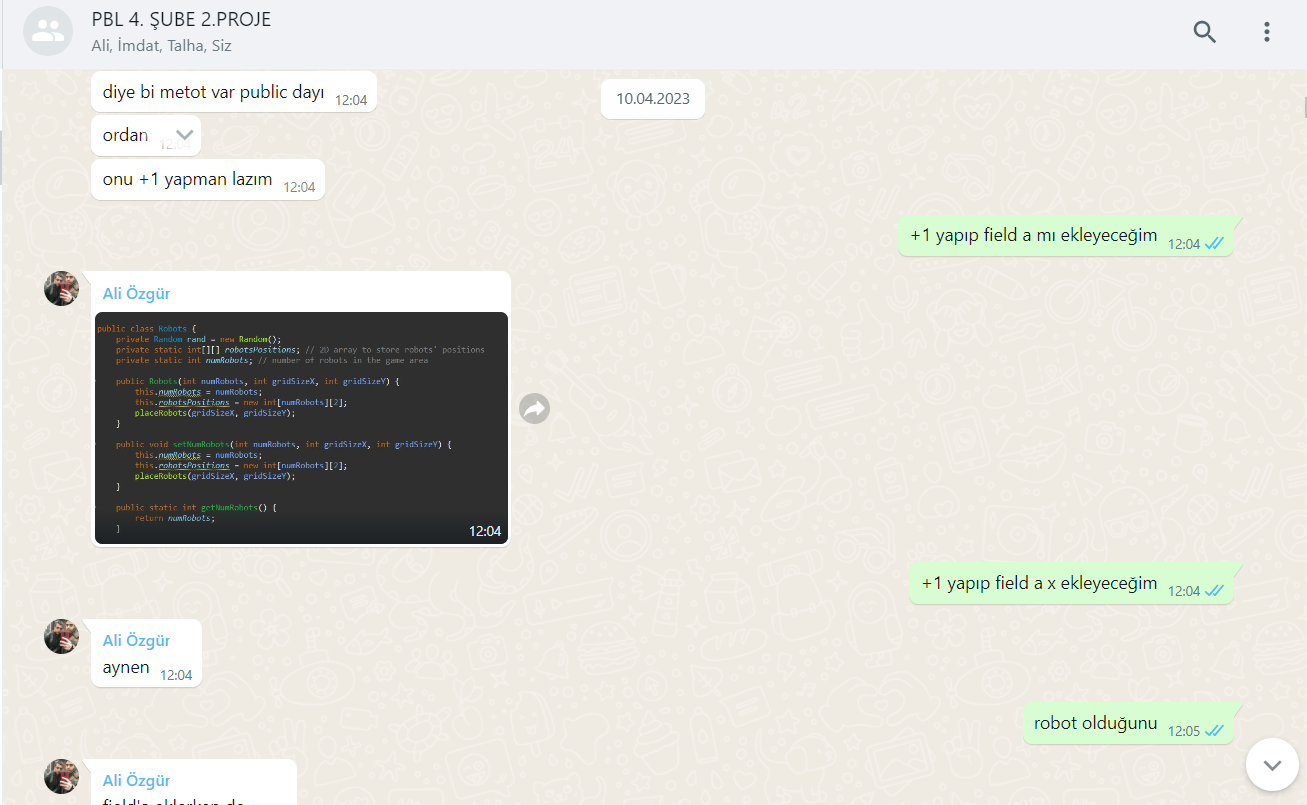 PBL 4. ŞUBE 2.PROJE
Ali, İmdat, Talha, Siz
diye bi metot var public dayı 12:04
10.04.2023
ordan 12:04
onu +1 yapman lazım 12:04
+1 yapıp field a mı ekleyeceğim 12:04
Ali Özgür
public class Robots {
private Random rand = new Random();
private static int[][] robotsPositions; // 2D array to store robots' positions
private static int numRobots; // number of robots in the game area
public Robots(int numRobots, int gridSizeX, int gridSizeY) {
this.numRobots = numRobots;
this.robotsPositions = new int[numRobots][2];
placeRobots(gridSizeX, gridSizeY);
}
public void setNumRobots(int numRobots, int gridSizeX, int gridSizeY) {
this.numRobots = numRobots;
this.robotsPositions = new int[numRobots][2];
placeRobots(gridSizeX, gridSizeY);
}
public static int getNumRobots() {
return numRobots;
}
12:04
+1 yapıp field a x ekleyeceğim 12:04
Ali Özgür
aynen 12:04
robot olduğunu 12:05
Ali Özgür
field'a eklerken de